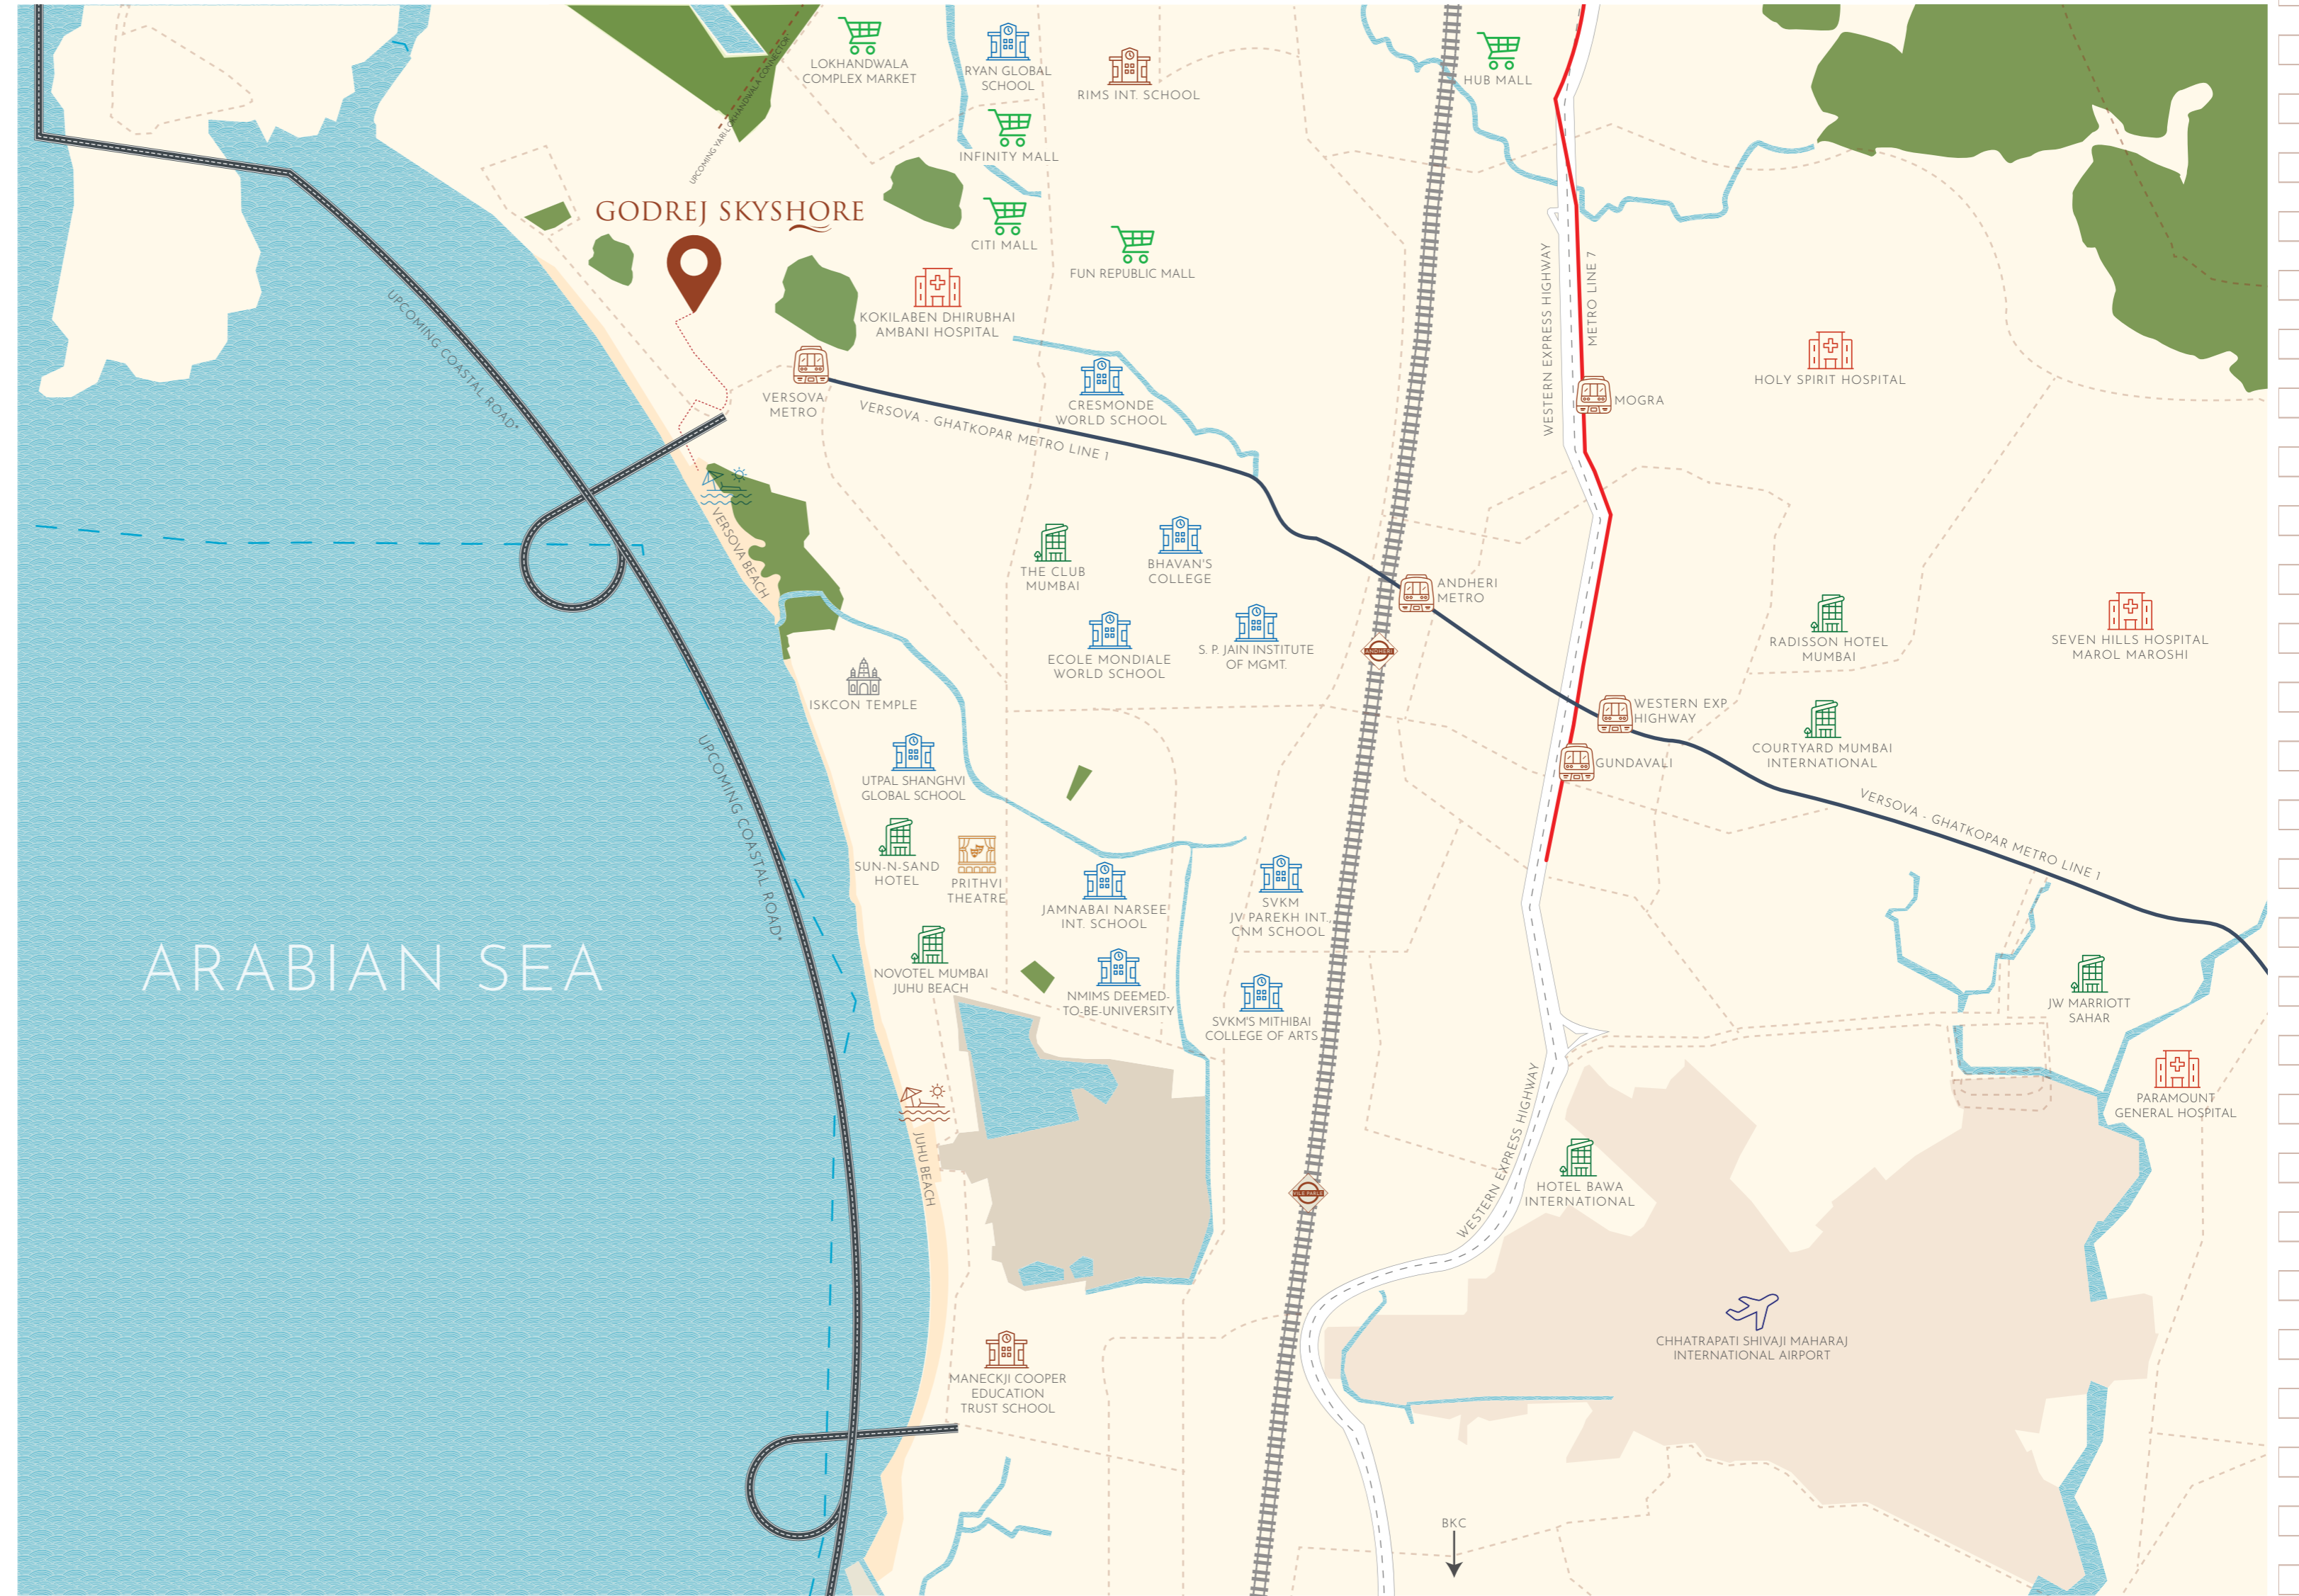 LOKHANDWALA
COMPLEX MARKET
RYAN GLOBAL
SCHOOL
RIMS INT. SCHOOL
HUB MALL
UPCOMING YARI-LOKHANDWALA CONNECTOR
INFINITY MALL
GODREJ SKYSHORE
CITI MALL
FUN REPUBLIC MALL
KOKILABEN DHIRUBHAI
AMBANI HOSPITAL
WESTERN EXPRESS HIGHWAY
METRO LINE 7
UPCOMING COASTAL ROAD*
VERSOVA
METRO
VERSOVA - GHATKOPAR METRO LINE 1
CRESMONDE
WORLD SCHOOL
MOGRA
HOLY SPIRIT HOSPITAL
VERSOVA BEACH
THE CLUB
MUMBAI
BHAVAN'S
COLLEGE
ANDHERI
METRO
ANDHERI
ECOLE MONDIALE
WORLD SCHOOL
S. P. JAIN INSTITUTE
OF MGMT.
RADISSON HOTEL
MUMBAI
SEVEN HILLS HOSPITAL
MAROL MAROSHI
ISKCON TEMPLE
WESTERN EXP
HIGHWAY
GUNDAVALI
COURTYARD MUMBAI
INTERNATIONAL
UPCOMING COASTAL ROAD*
UTPAL SHANGHVI
GLOBAL SCHOOL
VERSOVA - GHATKOPAR METRO LINE 1
SUN-N-SAND
HOTEL
PRITHVI
THEATRE
JAMNABAI NARSEE
INT. SCHOOL
SVKM
JV PAREKH INT.
CNM SCHOOL
ARABIAN SEA
NOVOTEL MUMBAI
JUHU BEACH
NMIMS DEEMED-
TO-BE-UNIVERSITY
SVKM'S MITHIBAI
COLLEGE OF ARTS
JW MARRIOTT
SAHAR
PARAMOUNT
GENERAL HOSPITAL
JUHU BEACH
WESTERN EXPRESS HIGHWAY
VILE PARLE
HOTEL BAWA
INTERNATIONAL
CHHATRAPATI SHIVAJI MAHARAJ
INTERNATIONAL AIRPORT
MANECKJI COOPER
EDUCATION
TRUST SCHOOL
BKC